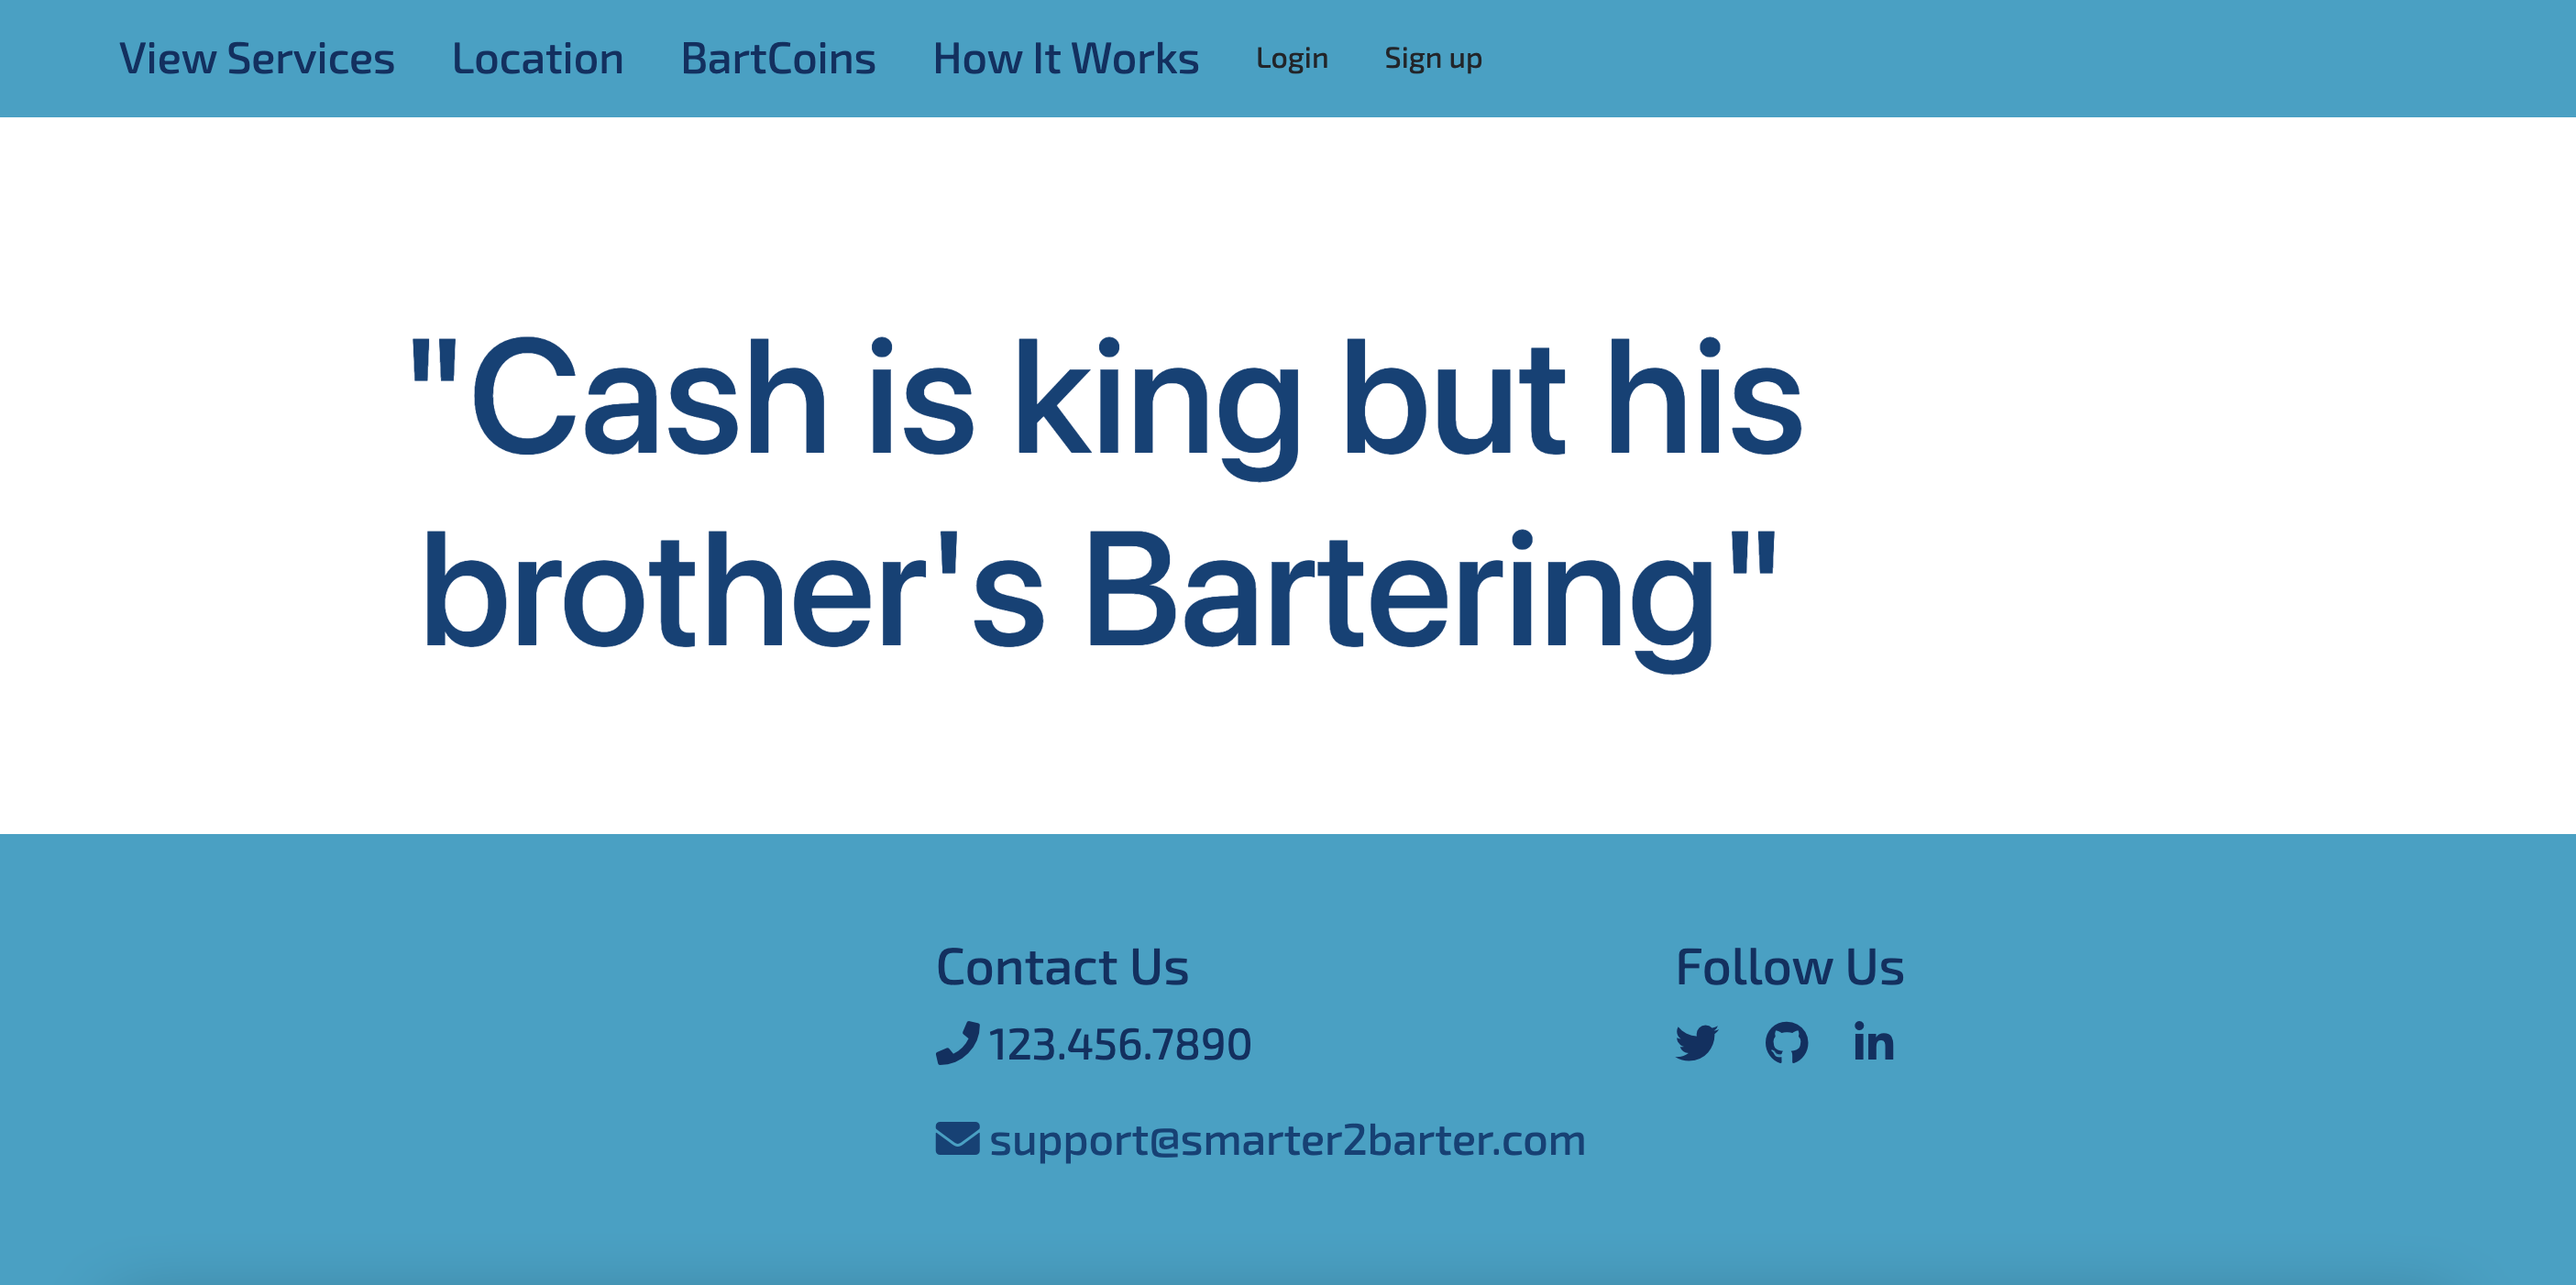 View Services Location BartCoins How It Works Login Sign up
"Cash is king but his
brother's Bartering"
Contact Us
123.456.7890
support@smarter2barter.com
Follow Us